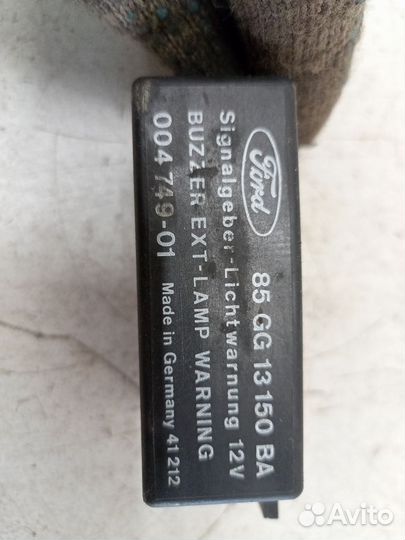 Ford
85 GG 13 150 BA
Signalgeber-Lichtwarnung 12V
BUZZER EXT-LAMP WARNING
004 749-01 Made in Germany 41 212
Avito